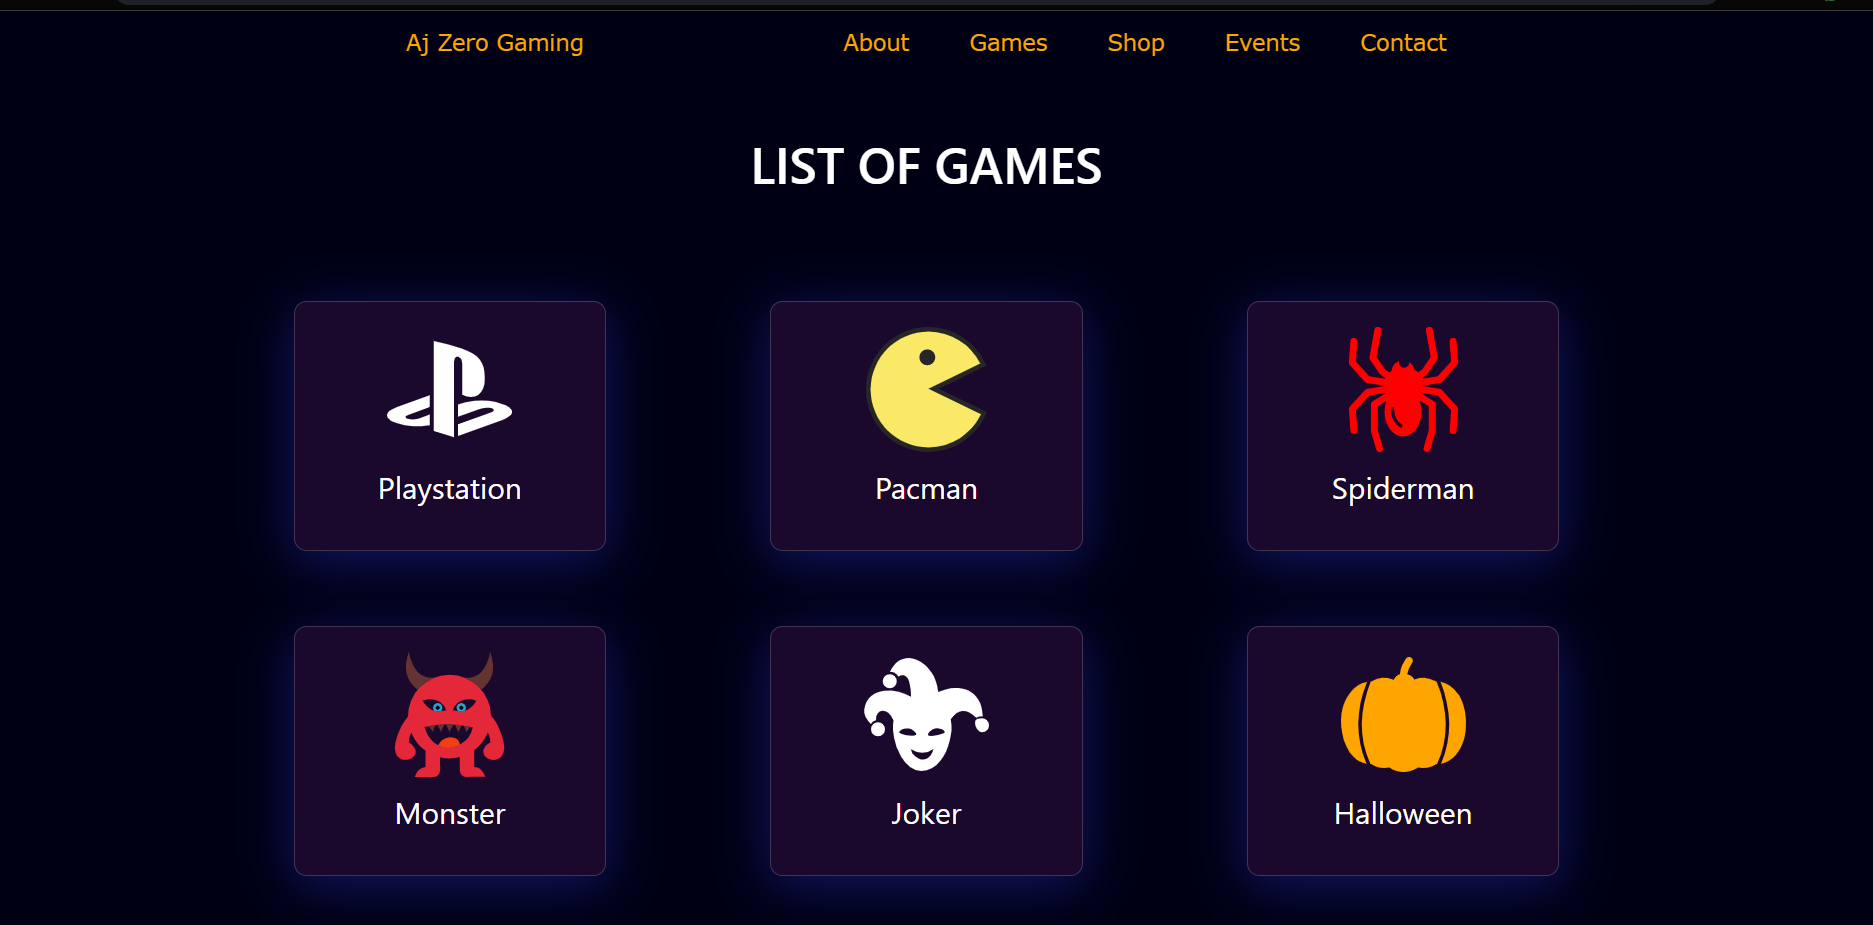 Aj Zero Gaming About Games Shop Events Contact
LIST OF GAMES
Playstation Pacman Spiderman
Monster Joker Halloween